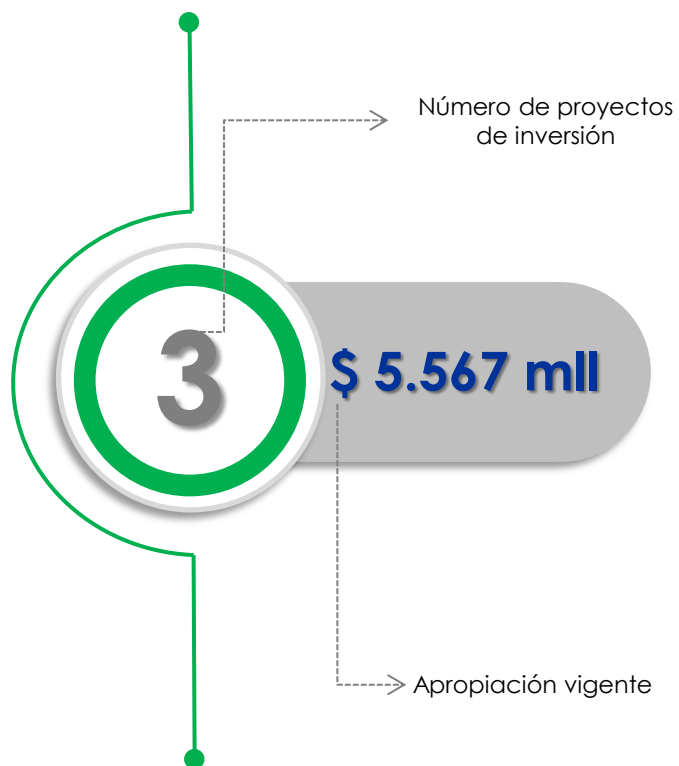 Número de proyectos
de inversión
3
$ 5.567 mll
Apropiación vigente